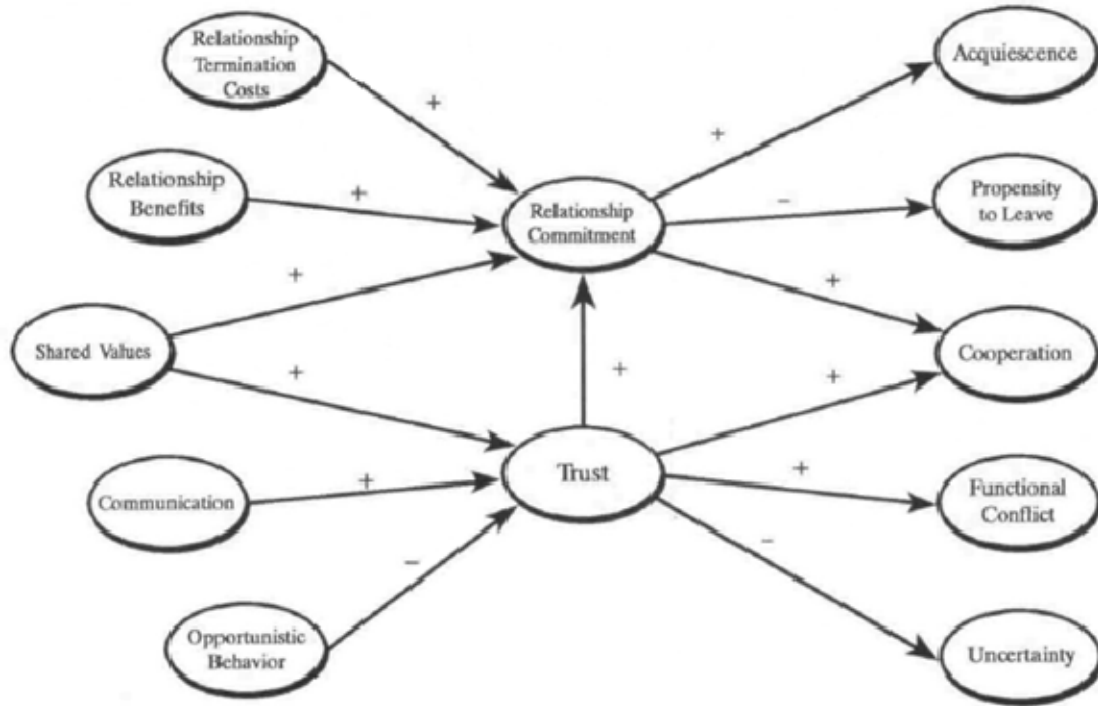 Relationship
Termination
Costs
Acquiescence
+
+
Relationship
Benefits
+
Relationship
Commitment
–
Propensity
to Leave
+
+
Shared Values
Cooperation
+
+
+
Trust
Communication
+
+
Functional
Conflict
–
–
Opportunistic
Behavior
Uncertainty